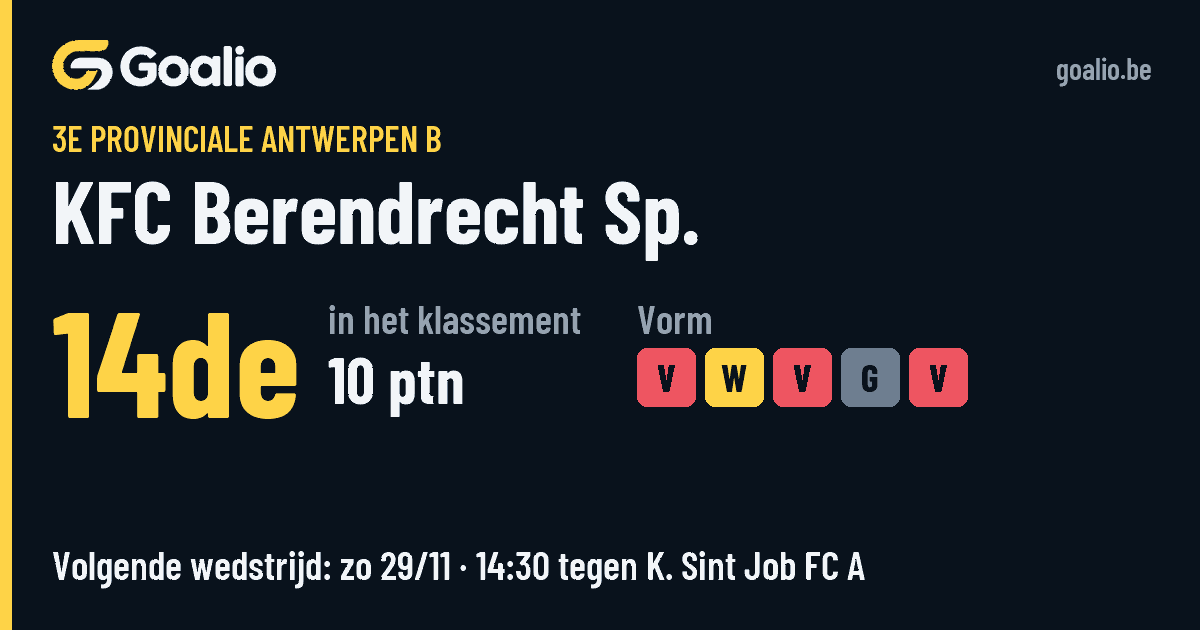 Goalio
goalio.be
3E PROVINCIALE ANTWERPEN B
KFC Berendrecht Sp.
14de
in het klassement
10 ptn
Vorm
V W V G V
Volgende wedstrijd: zo 29/11 · 14:30 tegen K. Sint Job FC A